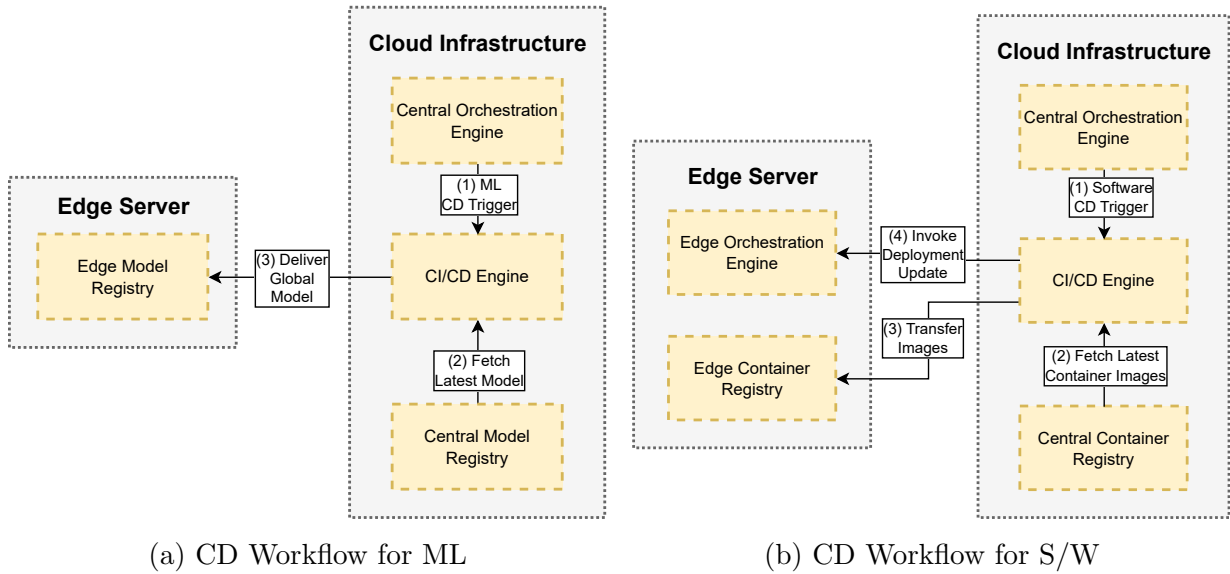 Cloud Infrastructure
Central Orchestration
Engine
(1) ML
CD Trigger
Edge Server
Edge Model
Registry
(3) Deliver
Global
Model
CI/CD Engine
(2) Fetch
Latest Model
Central Model
Registry
(a) CD Workflow for ML
Cloud Infrastructure
Central Orchestration
Engine
(1) Software
CD Trigger
Edge Server
Edge Orchestration
Engine
(4) Invoke
Deployment
Update
CI/CD Engine
(3) Transfer
Images
Edge Container
Registry
(2) Fetch Latest
Container Images
Central Container
Registry
(b) CD Workflow for S/W